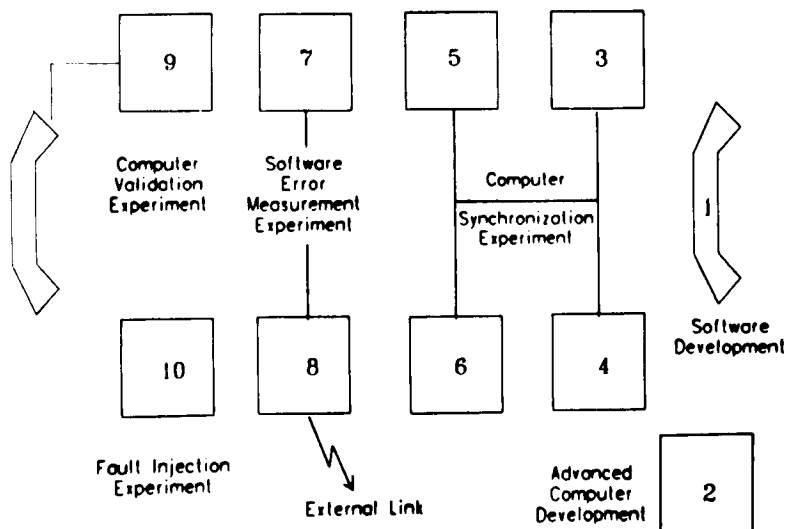 9
7
5
3
Computer
Validation
Experiment
Software
Error
Measurement
Experiment
Computer
Synchronization
Experiment
1
Software
Development
10
8
6
4
Fault Injection
Experiment
External Link
Advanced
Computer
Development
2